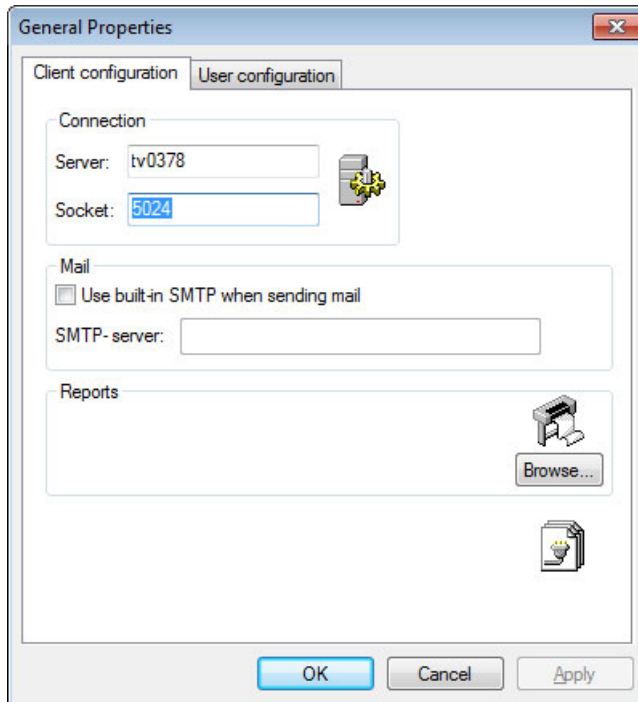 General Properties
Client configuration
User configuration
Connection
Server: tv0378
Socket: 5024
Mail
Use built-in SMTP when sending mail
SMTP- server:
Reports
Browse...
OK
Cancel
Apply